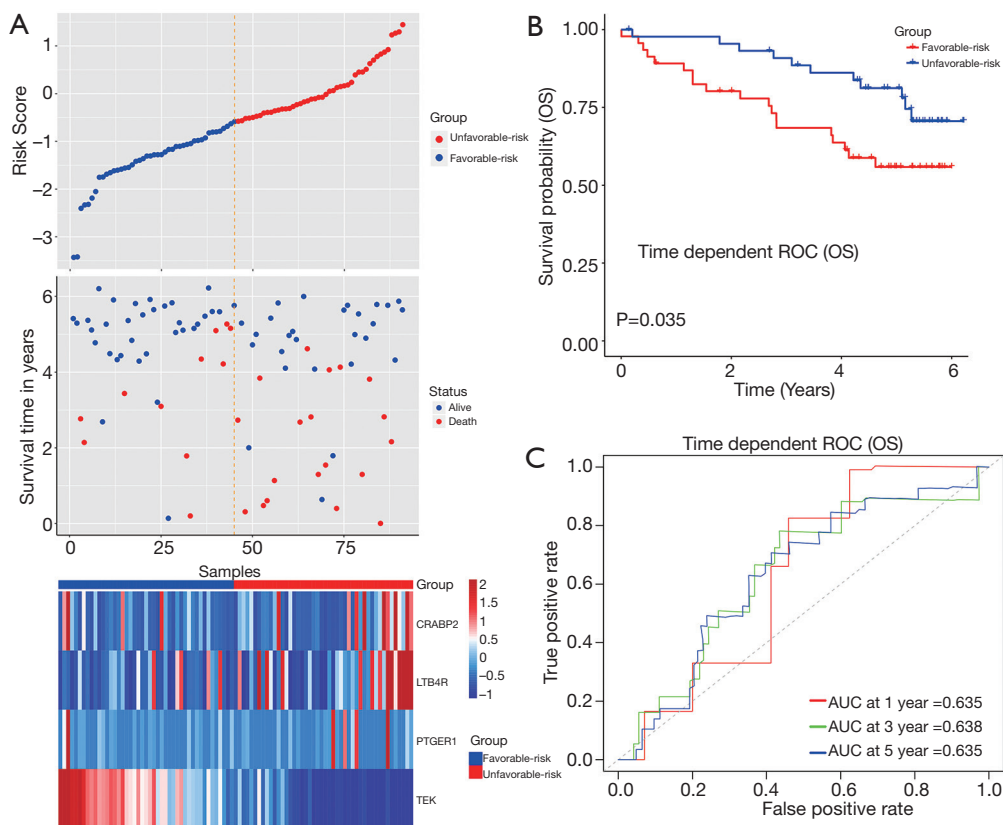 A
Risk Score
1
0
−1
−2
−3
Group
Unfavorable-risk
Favorable-risk
Survival time in years
6
4
2
0
Status
Alive
Death
0
25
50
75
Samples
Group
CRABP2
LTB4R
PTGER1
TEK
2
1.5
1
0.5
0
−0.5
−1
Group
Favorable-risk
Unfavorable-risk
B
Survival probability (OS)
1.00
0.75
0.50
0.25
0.00
Group
Favorable-risk
Unfavorable-risk
Time dependent ROC (OS)
P=0.035
0
2
4
6
Time (Years)
C
Time dependent ROC (OS)
True positive rate
1.0
0.8
0.6
0.4
0.2
0.0
AUC at 1 year =0.635
AUC at 3 year =0.638
AUC at 5 year =0.635
0.0
0.2
0.4
0.6
0.8
1.0
False positive rate